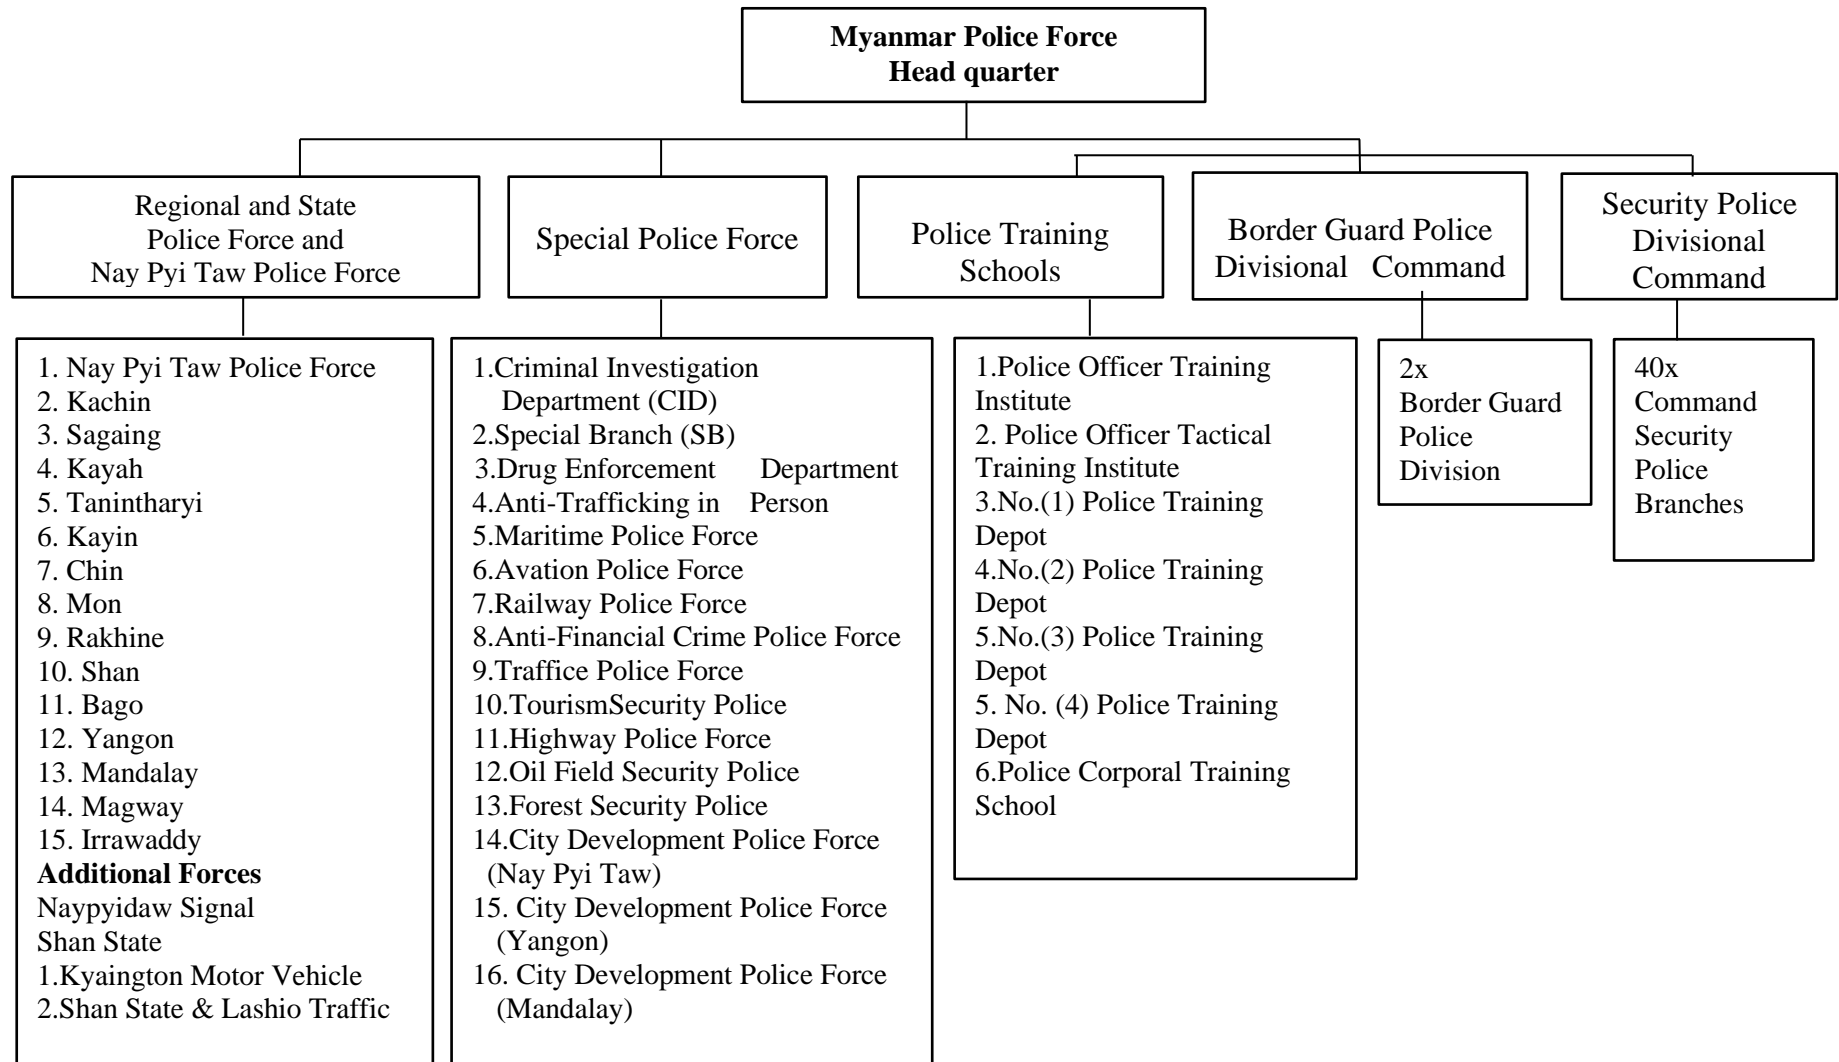 Myanmar Police Force
Head quarter
Regional and State
Police Force and
Nay Pyi Taw Police Force
Special Police Force
Police Training
Schools
Border Guard Police
Divisional Command
Security Police
Divisional
Command
1. Nay Pyi Taw Police Force
2. Kachin
3. Sagaing
4. Kayah
5. Tanintharyi
6. Kayin
7. Chin
8. Mon
9. Rakhine
10. Shan
11. Bago
12. Yangon
13. Mandalay
14. Magway
15. Irrawaddy
Additional Forces
Naypyidaw Signal
Shan State
1.Kyaington Motor Vehicle
2.Shan State & Lashio Traffic
1.Criminal Investigation
Department (CID)
2.Special Branch (SB)
3.Drug Enforcement Department
4.Anti-Trafficking in Person
5.Maritime Police Force
6.Avation Police Force
7.Railway Police Force
8.Anti-Financial Crime Police Force
9.Traffice Police Force
10.TourismSecurity Police
11.Highway Police Force
12.Oil Field Security Police
13.Forest Security Police
14.City Development Police Force
(Nay Pyi Taw)
15. City Development Police Force
(Yangon)
16. City Development Police Force
(Mandalay)
1.Police Officer Training
Institute
2. Police Officer Tactical
Training Institute
3.No.(1) Police Training
Depot
4.No.(2) Police Training
Depot
5.No.(3) Police Training
Depot
5. No. (4) Police Training
Depot
6.Police Corporal Training
School
2x
Border Guard
Police
Division
40x
Command
Security
Police
Branches